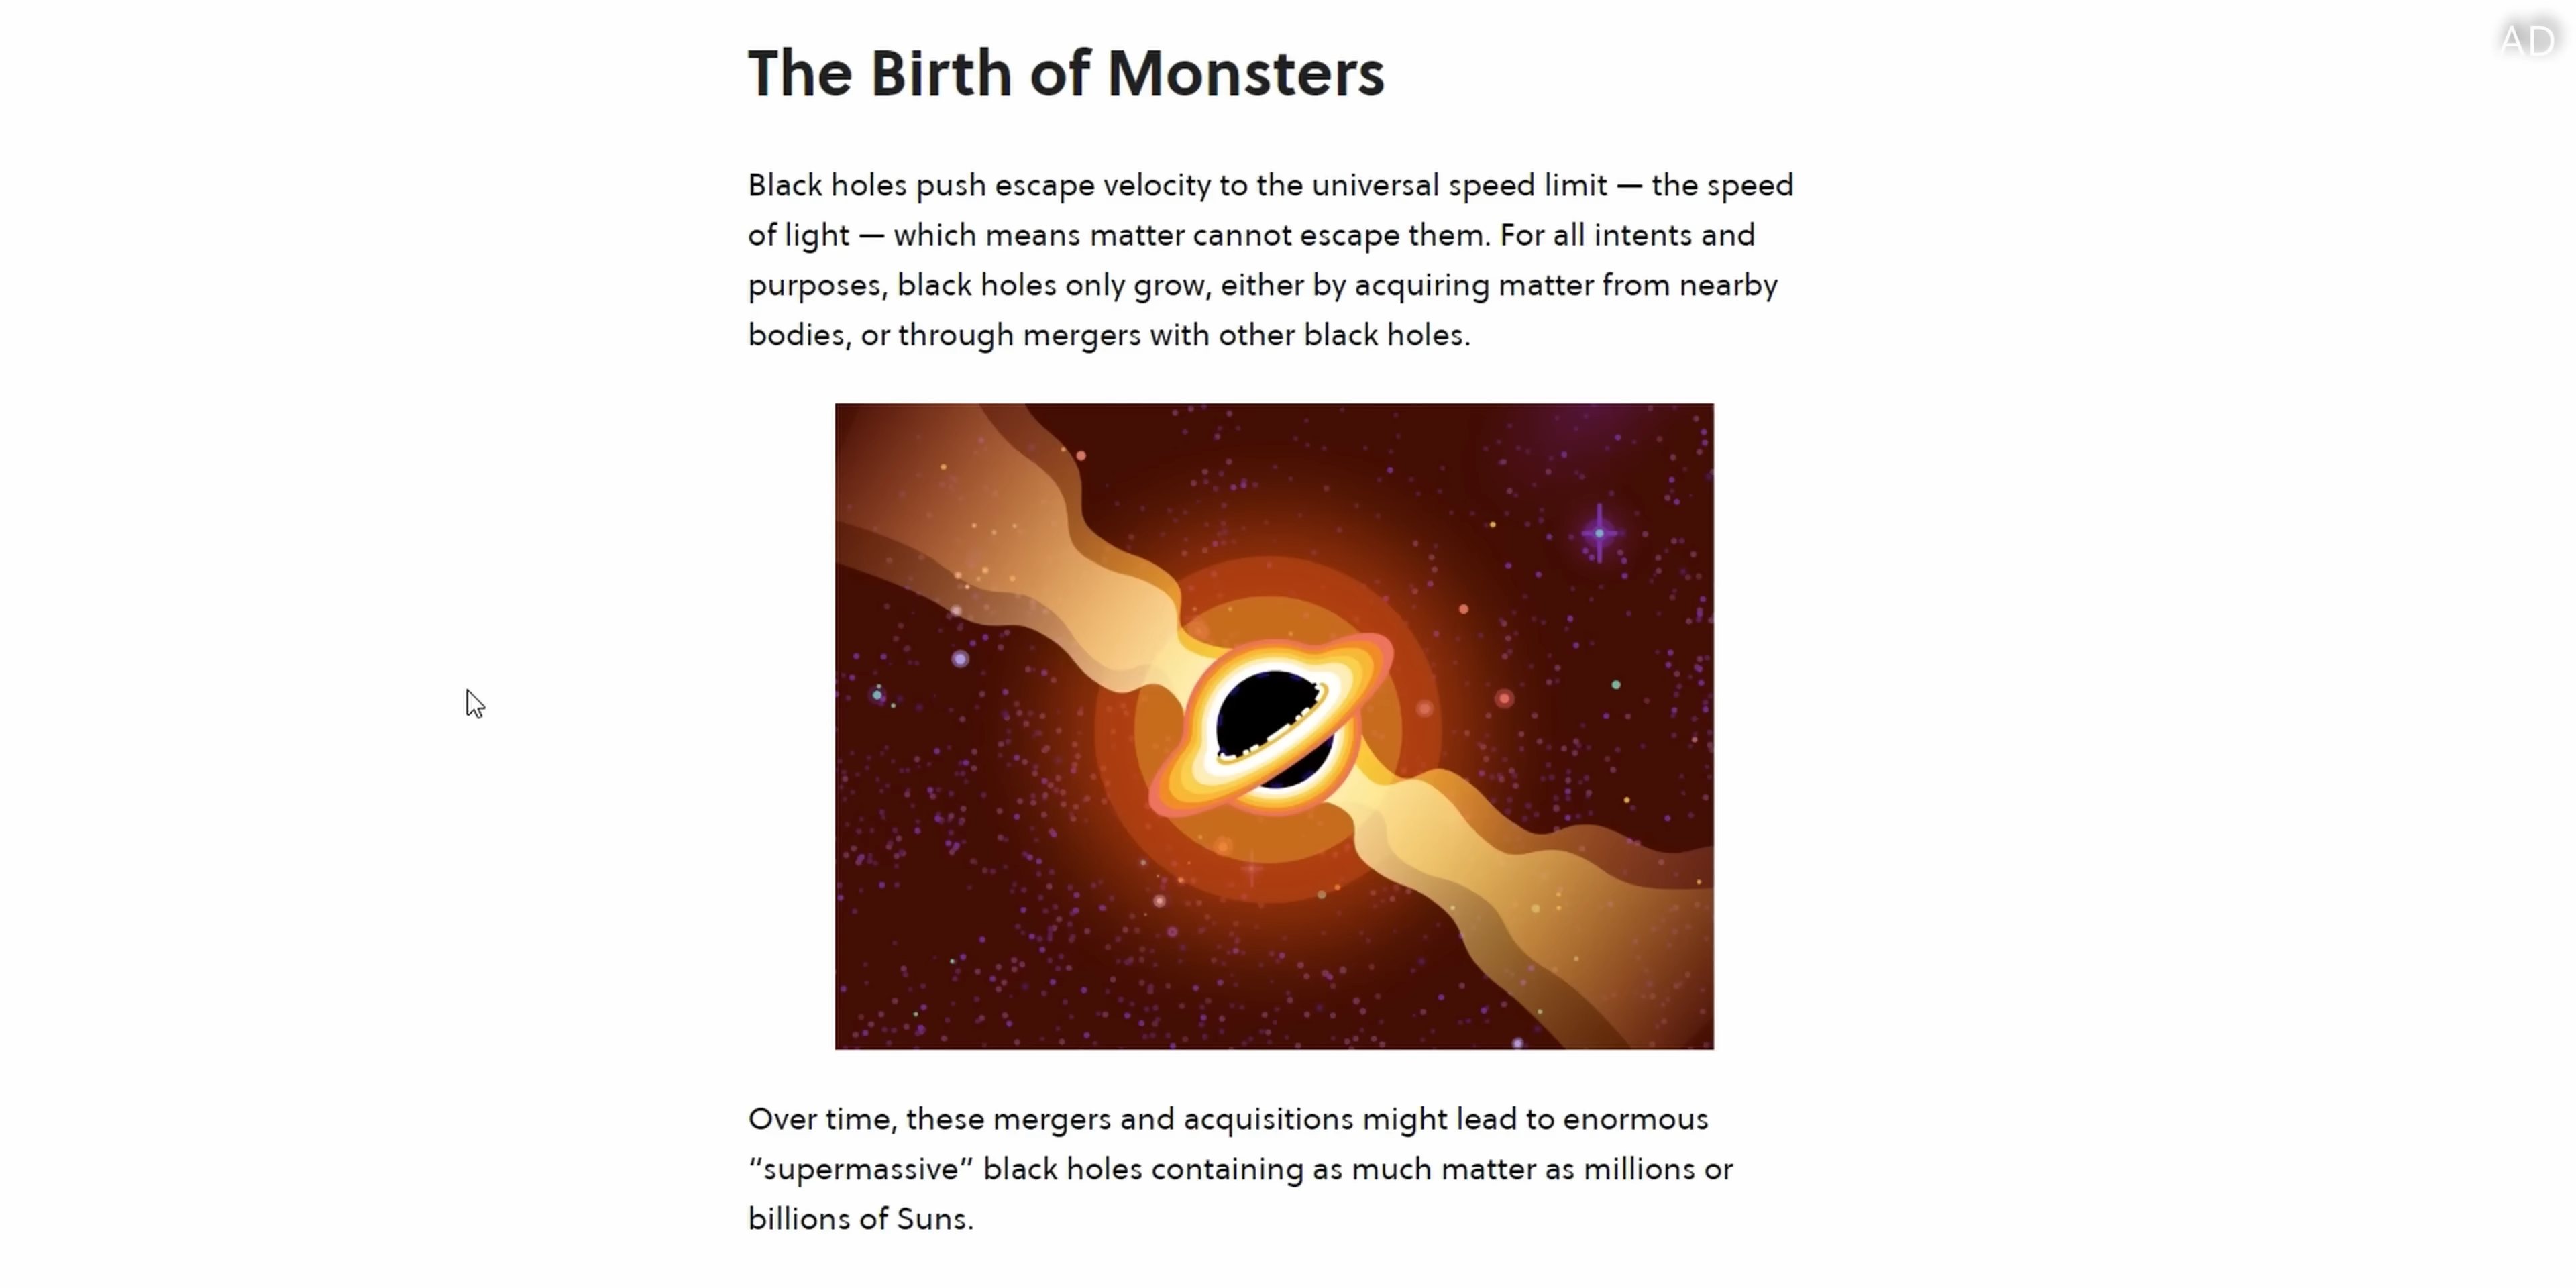 AD
The Birth of Monsters
Black holes push escape velocity to the universal speed limit — the speed
of light — which means matter cannot escape them. For all intents and
purposes, black holes only grow, either by acquiring matter from nearby
bodies, or through mergers with other black holes.
Over time, these mergers and acquisitions might lead to enormous
“supermassive” black holes containing as much matter as millions or
billions of Suns.